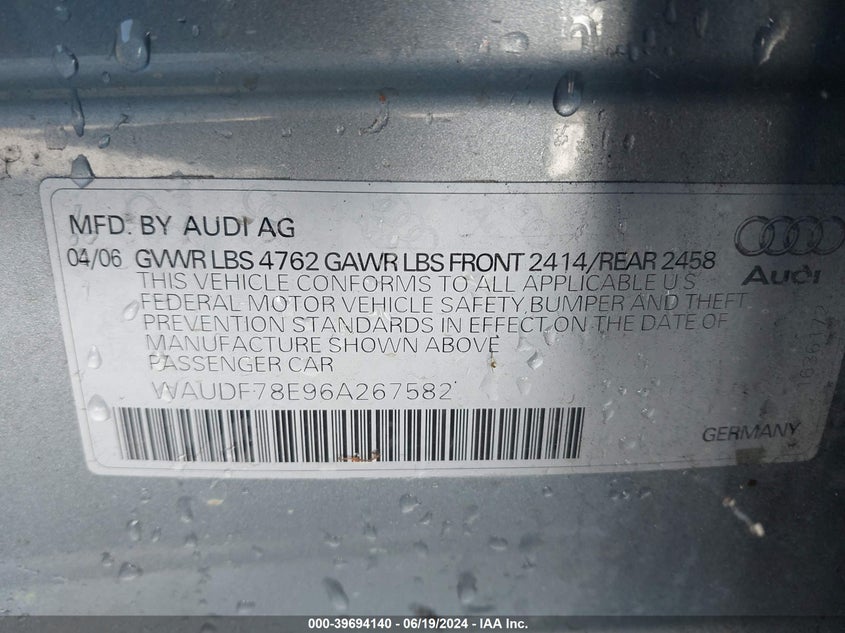 MFD. BY AUDI AG
04/06 GVWR LBS 4762 GAWR LBS FRONT 2414/REAR 2458
THIS VEHICLE CONFORMS TO ALL APPLICABLE U S
FEDERAL MOTOR VEHICLE SAFETY,BUMPER AND THEFT
PREVENTION STANDARDS IN EFFECT ON THE DATE OF
MANUFACTURE SHOWN ABOVE
PASSENGER CAR
WAUDF78E96A267582
Audi
GERMANY
000-39694140 - 06/19/2024 - IAA Inc.